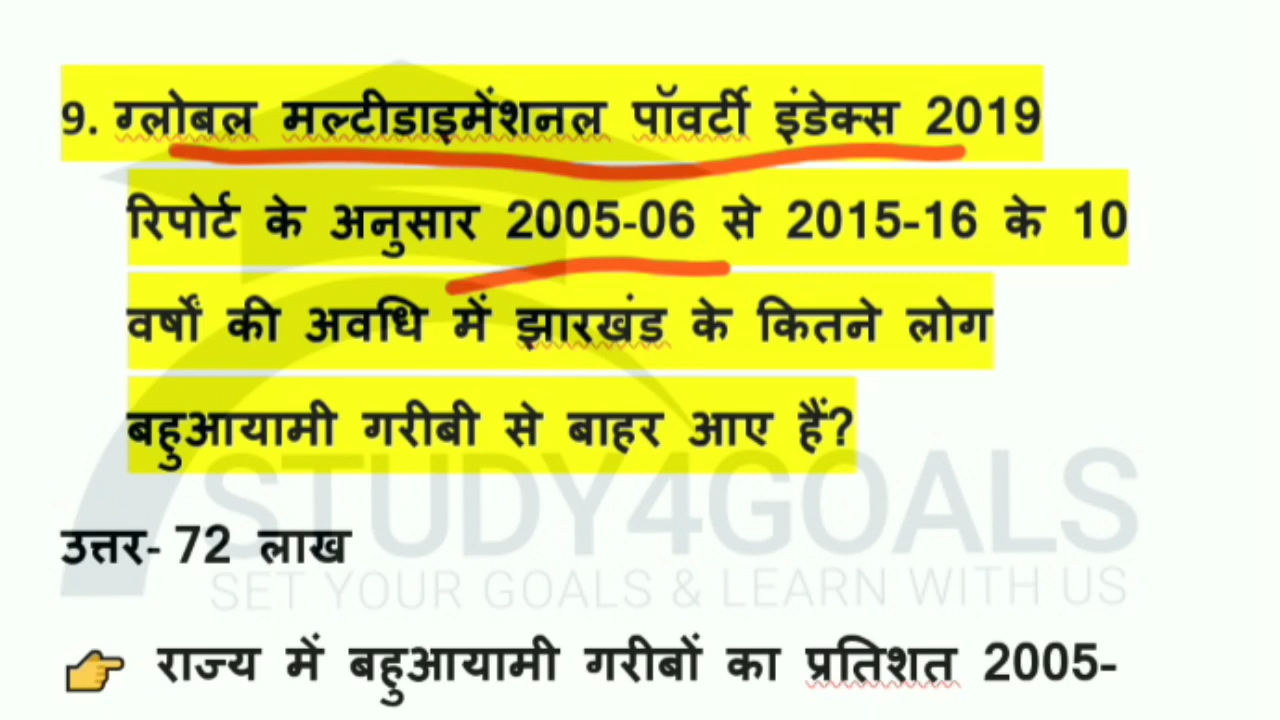 9. ग्लोबल मल्टीडाइमेंशनल पॉवर्टी इंडेक्स 2019
रिपोर्ट के अनुसार 2005-06 से 2015-16 के 10
वर्षों की अवधि में झारखंड के कितने लोग
बहुआयामी गरीबी से बाहर आए हैं?
STUDY4GOALS
उत्तर- 72 लाख
SET YOUR GOALS & LEARN WITH US
👉 राज्य में बहुआयामी गरीबों का प्रतिशत 2005-